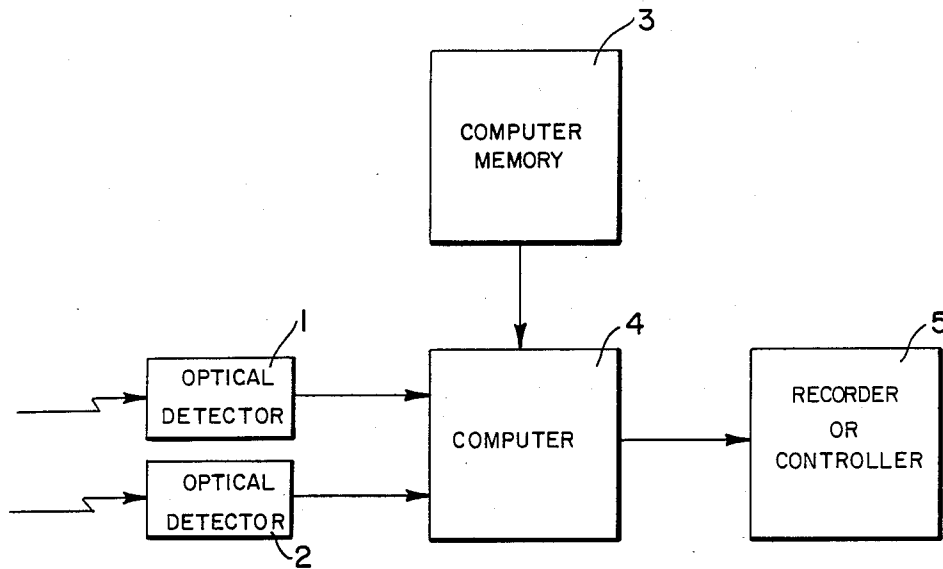 3
COMPUTER
MEMORY
1
OPTICAL
DETECTOR
4
COMPUTER
5
RECORDER
OR
CONTROLLER
OPTICAL
DETECTOR
2